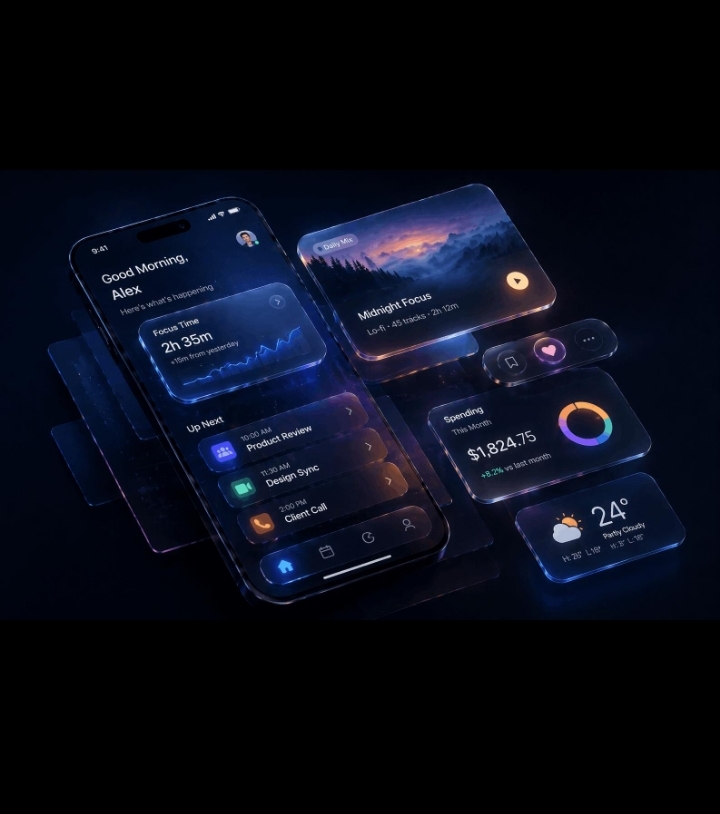 9:41
Good Morning,
Alex
Here's what's happening
Focus Time
2h 35m
+15m from yesterday
Up Next
10:00 AM
Product Review
11:30 AM
Design Sync
2:00 PM
Client Call
Daily Mix
Midnight Focus
Lo-fi • 45 tracks • 2h 12m
Spending
This Month
$1,824.75
+8.2% vs last month
24°
Partly Cloudy